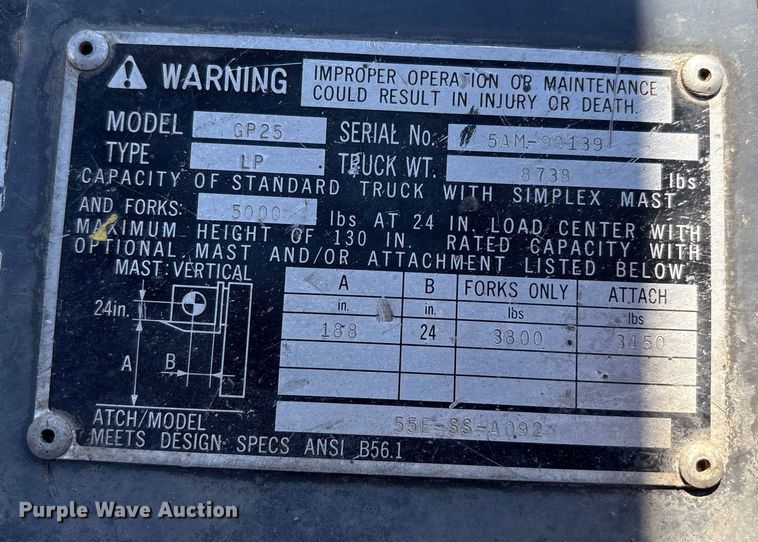 WARNING IMPROPER OPERATION OR MAINTENANCE
COULD RESULT IN INJURY OR DEATH.
MODEL GP25 SERIAL No. 5AM-90139
TYPE LP TRUCK WT. 8738 lbs
CAPACITY OF STANDARD TRUCK WITH SIMPLEX MAST
AND FORKS: 5000 lbs AT 24 IN. LOAD CENTER WITH
MAXIMUM HEIGHT OF 130 IN. RATED CAPACITY WITH
OPTIONAL MAST AND/OR ATTACHMENT LISTED BELOW.
MAST: VERTICAL
A B FORKS ONLY ATTACH
in. in. lbs lbs
188 24 3800 3450
24in.
A B
ATCH/MODEL 55E-SS-A092
MEETS DESIGN SPECS ANSI B56.1
Purple Wave Auction